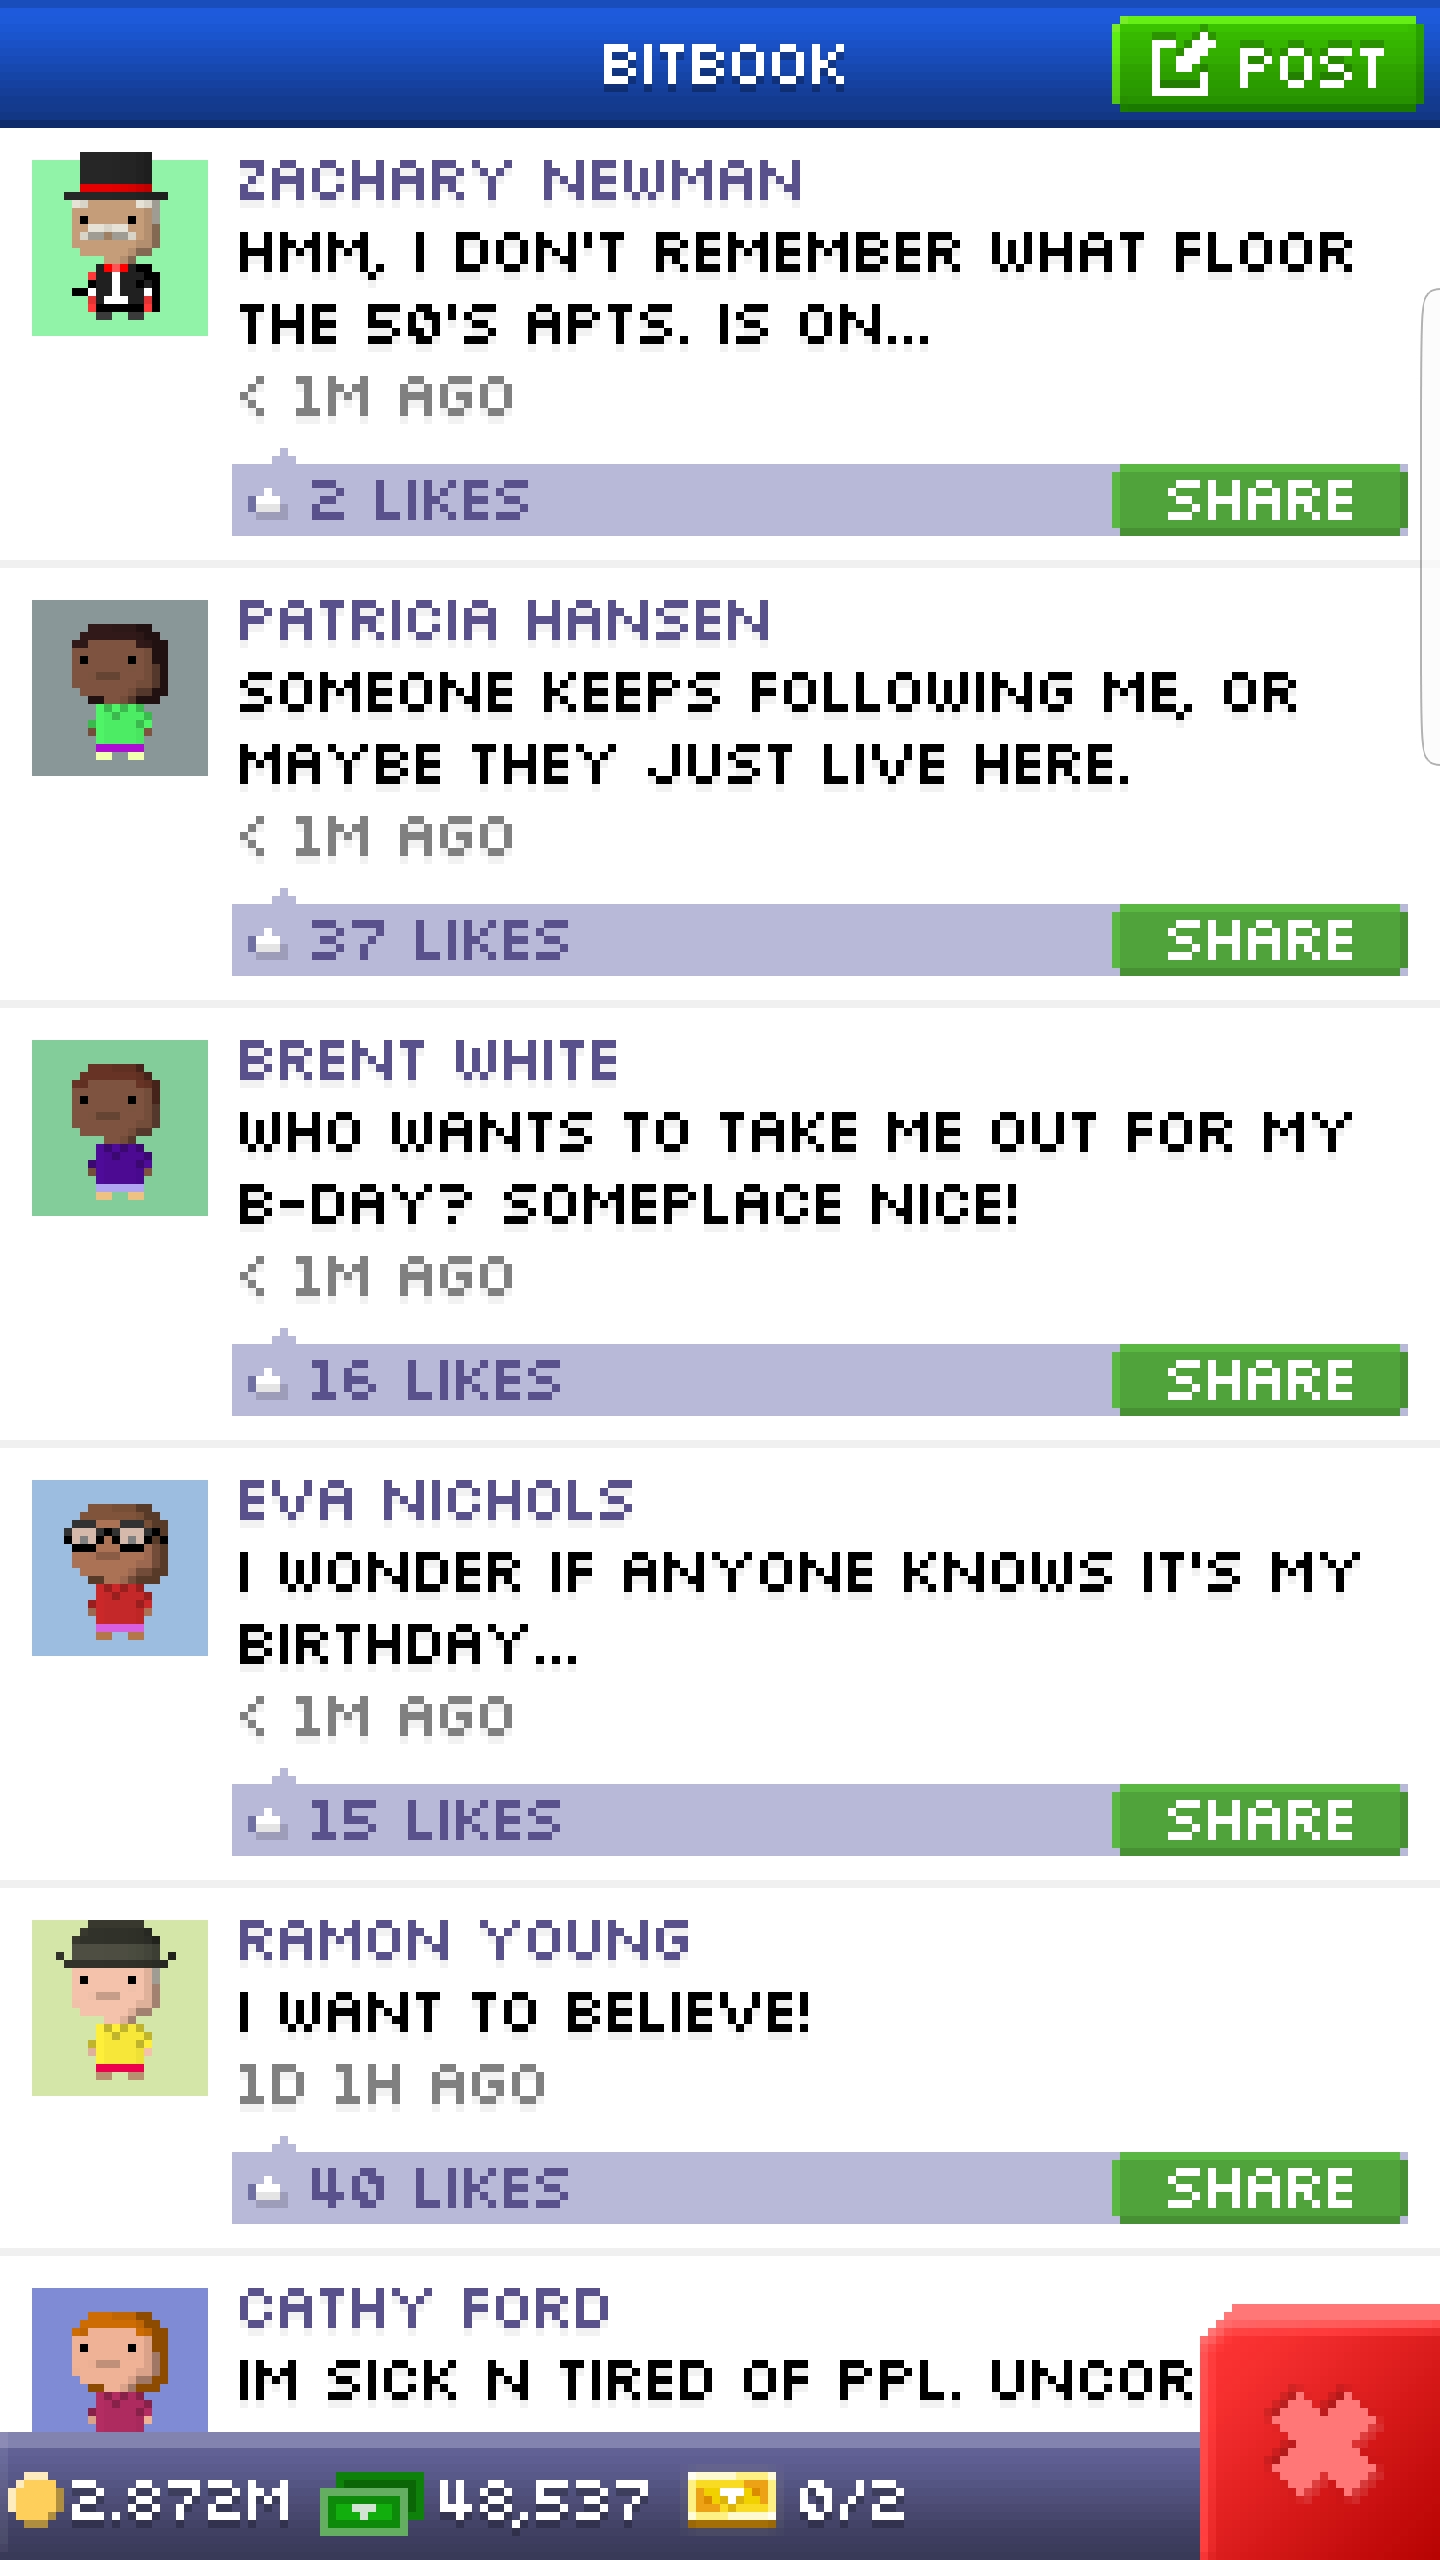 BITBOOK
POST
ZACHARY NEWMAN
HMM, I DON'T REMEMBER WHAT FLOOR
THE 50'S APTS. IS ON...
< 1M AGO
2 LIKES
SHARE
PATRICIA HANSEN
SOMEONE KEEPS FOLLOWING ME, OR
MAYBE THEY JUST LIVE HERE.
< 1M AGO
37 LIKES
SHARE
BRENT WHITE
WHO WANTS TO TAKE ME OUT FOR MY
B-DAY? SOMEPLACE NICE!
< 1M AGO
16 LIKES
SHARE
EVA NICHOLS
I WONDER IF ANYONE KNOWS IT'S MY
BIRTHDAY...
< 1M AGO
15 LIKES
SHARE
RAMON YOUNG
I WANT TO BELIEVE!
1D 1H AGO
40 LIKES
SHARE
CATHY FORD
IM SICK N TIRED OF PPL. UNCOR
2.872M 48,537 0/2